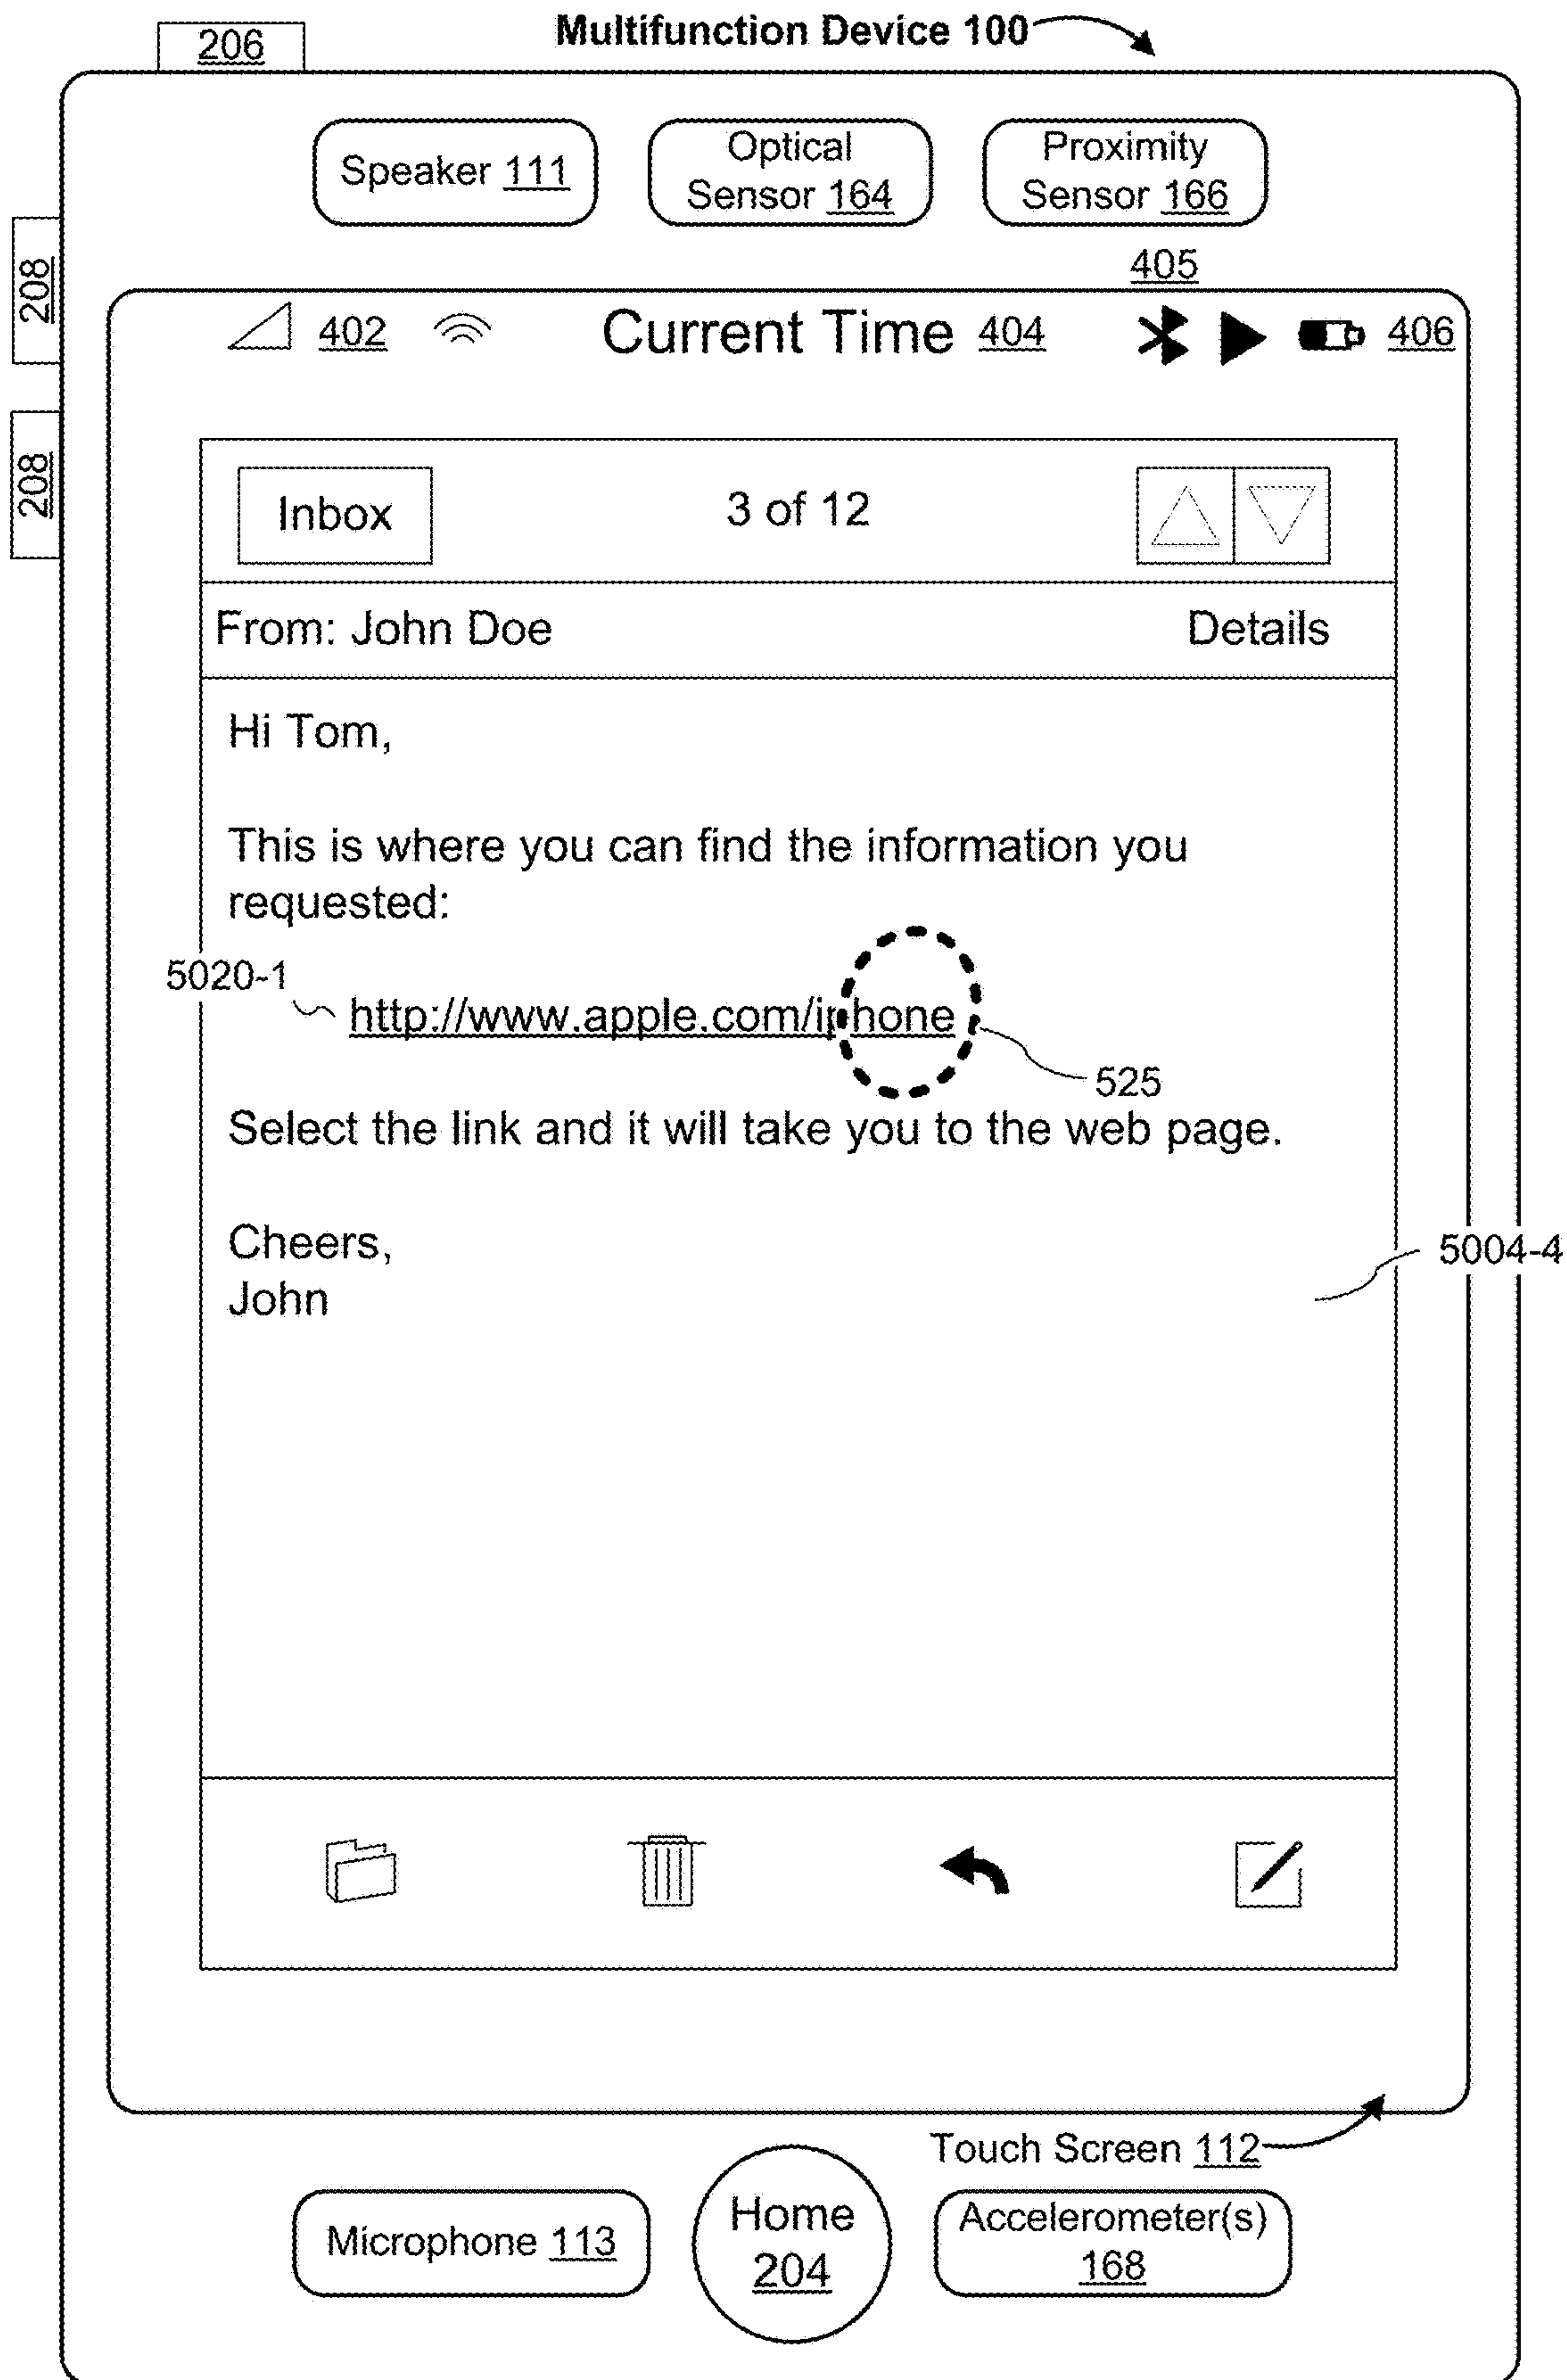 Multifunction Device 100
206
Speaker 111
Optical
Sensor 164
Proximity
Sensor 166
208
405
402
Current Time 404
406
208
Inbox
3 of 12
From: John Doe
Details
Hi Tom,
This is where you can find the information you
requested:
5020-1
http://www.apple.com/iphone
525
Select the link and it will take you to the web page.
Cheers,
John
5004-4
Touch Screen 112
Microphone 113
Home
204
Accelerometer(s)
168